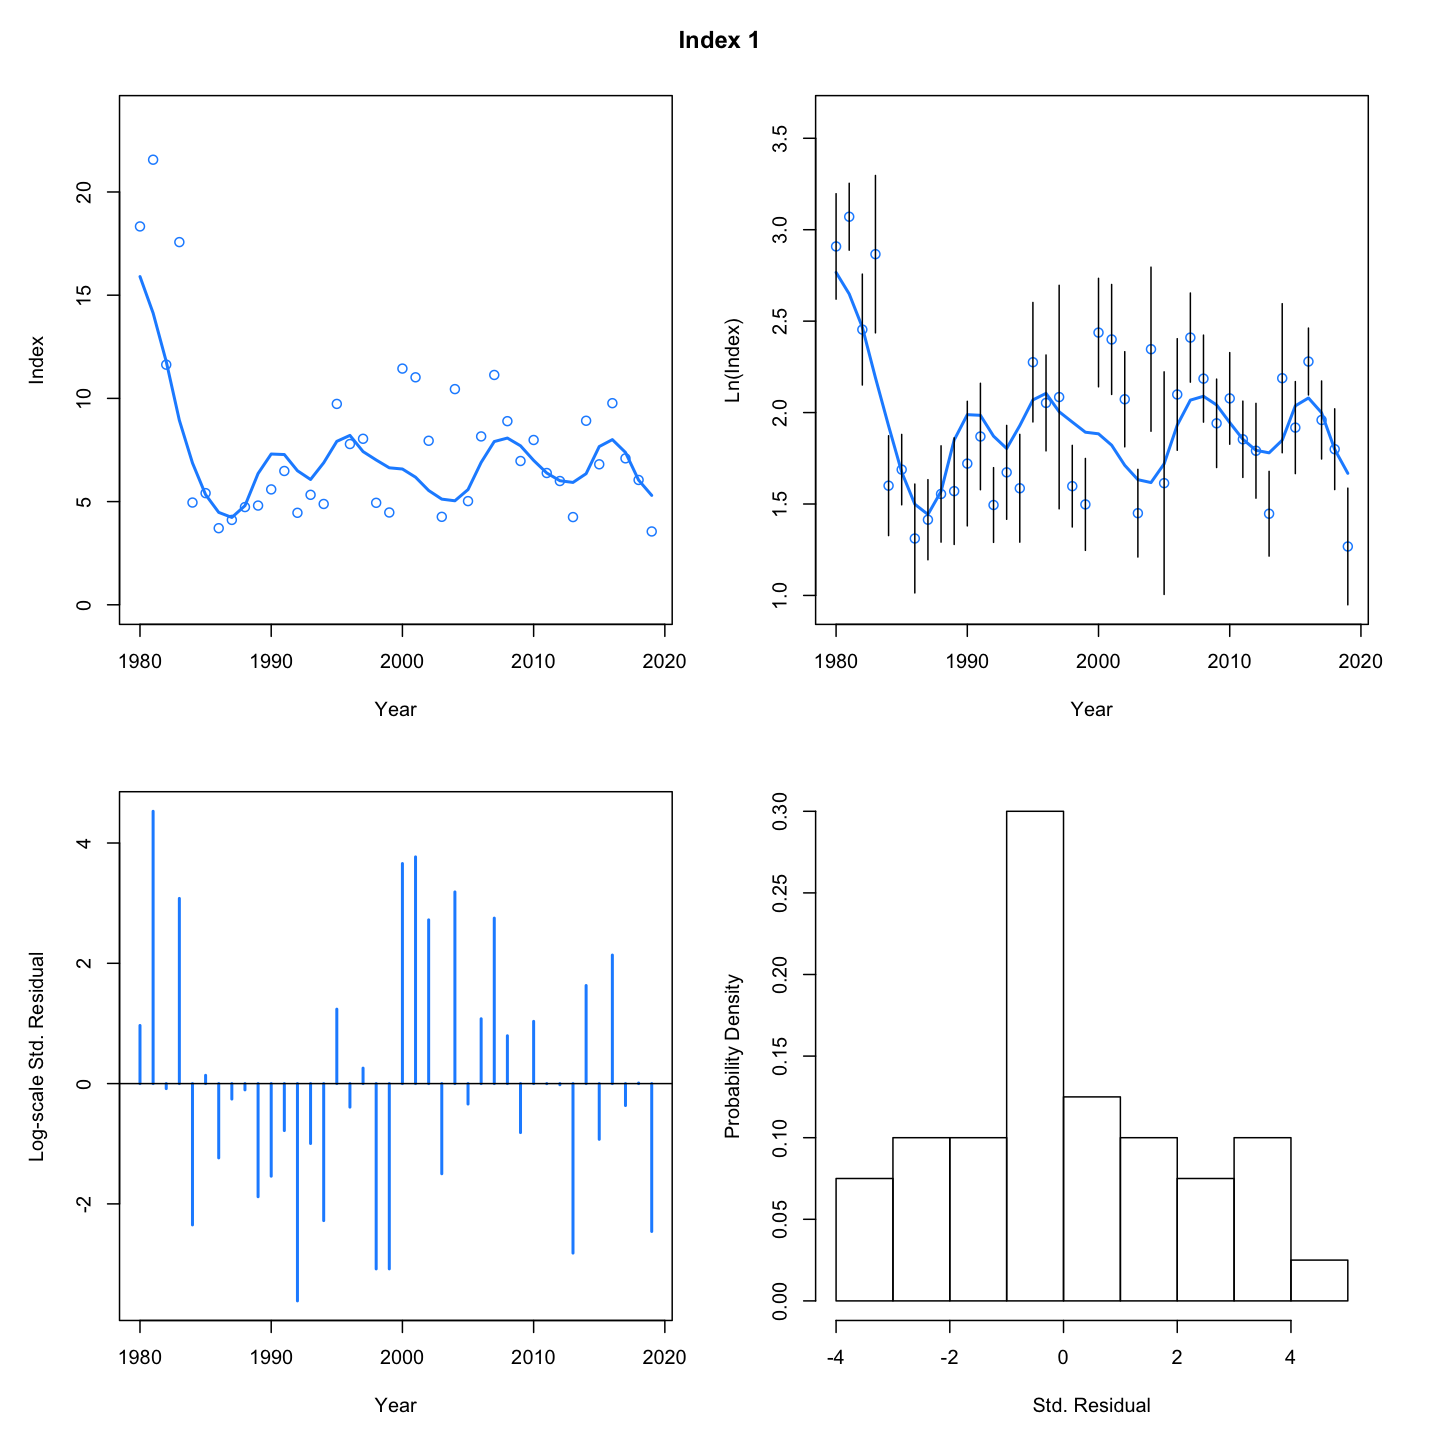 Index 1
Index
20
15
10
5
0
1980 1990 2000 2010 2020
Year
Ln(Index)
3.5
3.0
2.5
2.0
1.5
1.0
1980 1990 2000 2010 2020
Year
Log-scale Std. Residual
4
2
0
-2
1980 1990 2000 2010 2020
Year
Probability Density
0.30
0.25
0.20
0.15
0.10
0.05
0.00
-4 -2 0 2 4
Std. Residual